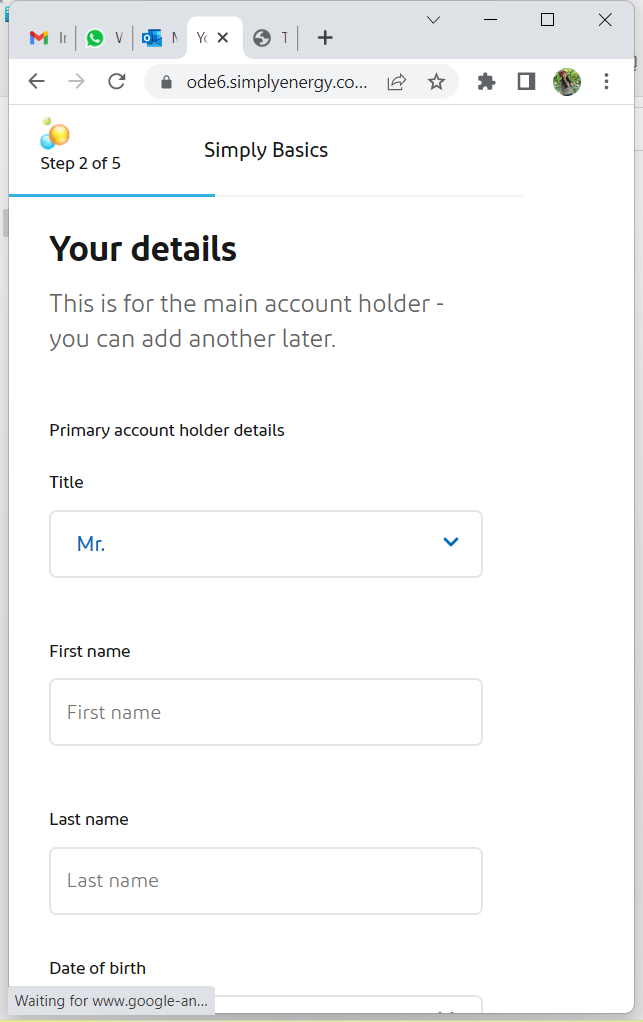 Ir
V
N
Yo
T
ode6.simplyenergy.co...
Step 2 of 5
Simply Basics
Your details
This is for the main account holder -
you can add another later.
Primary account holder details
Title
Mr.
First name
First name
Last name
Last name
Date of birth
Waiting for www.google-an...